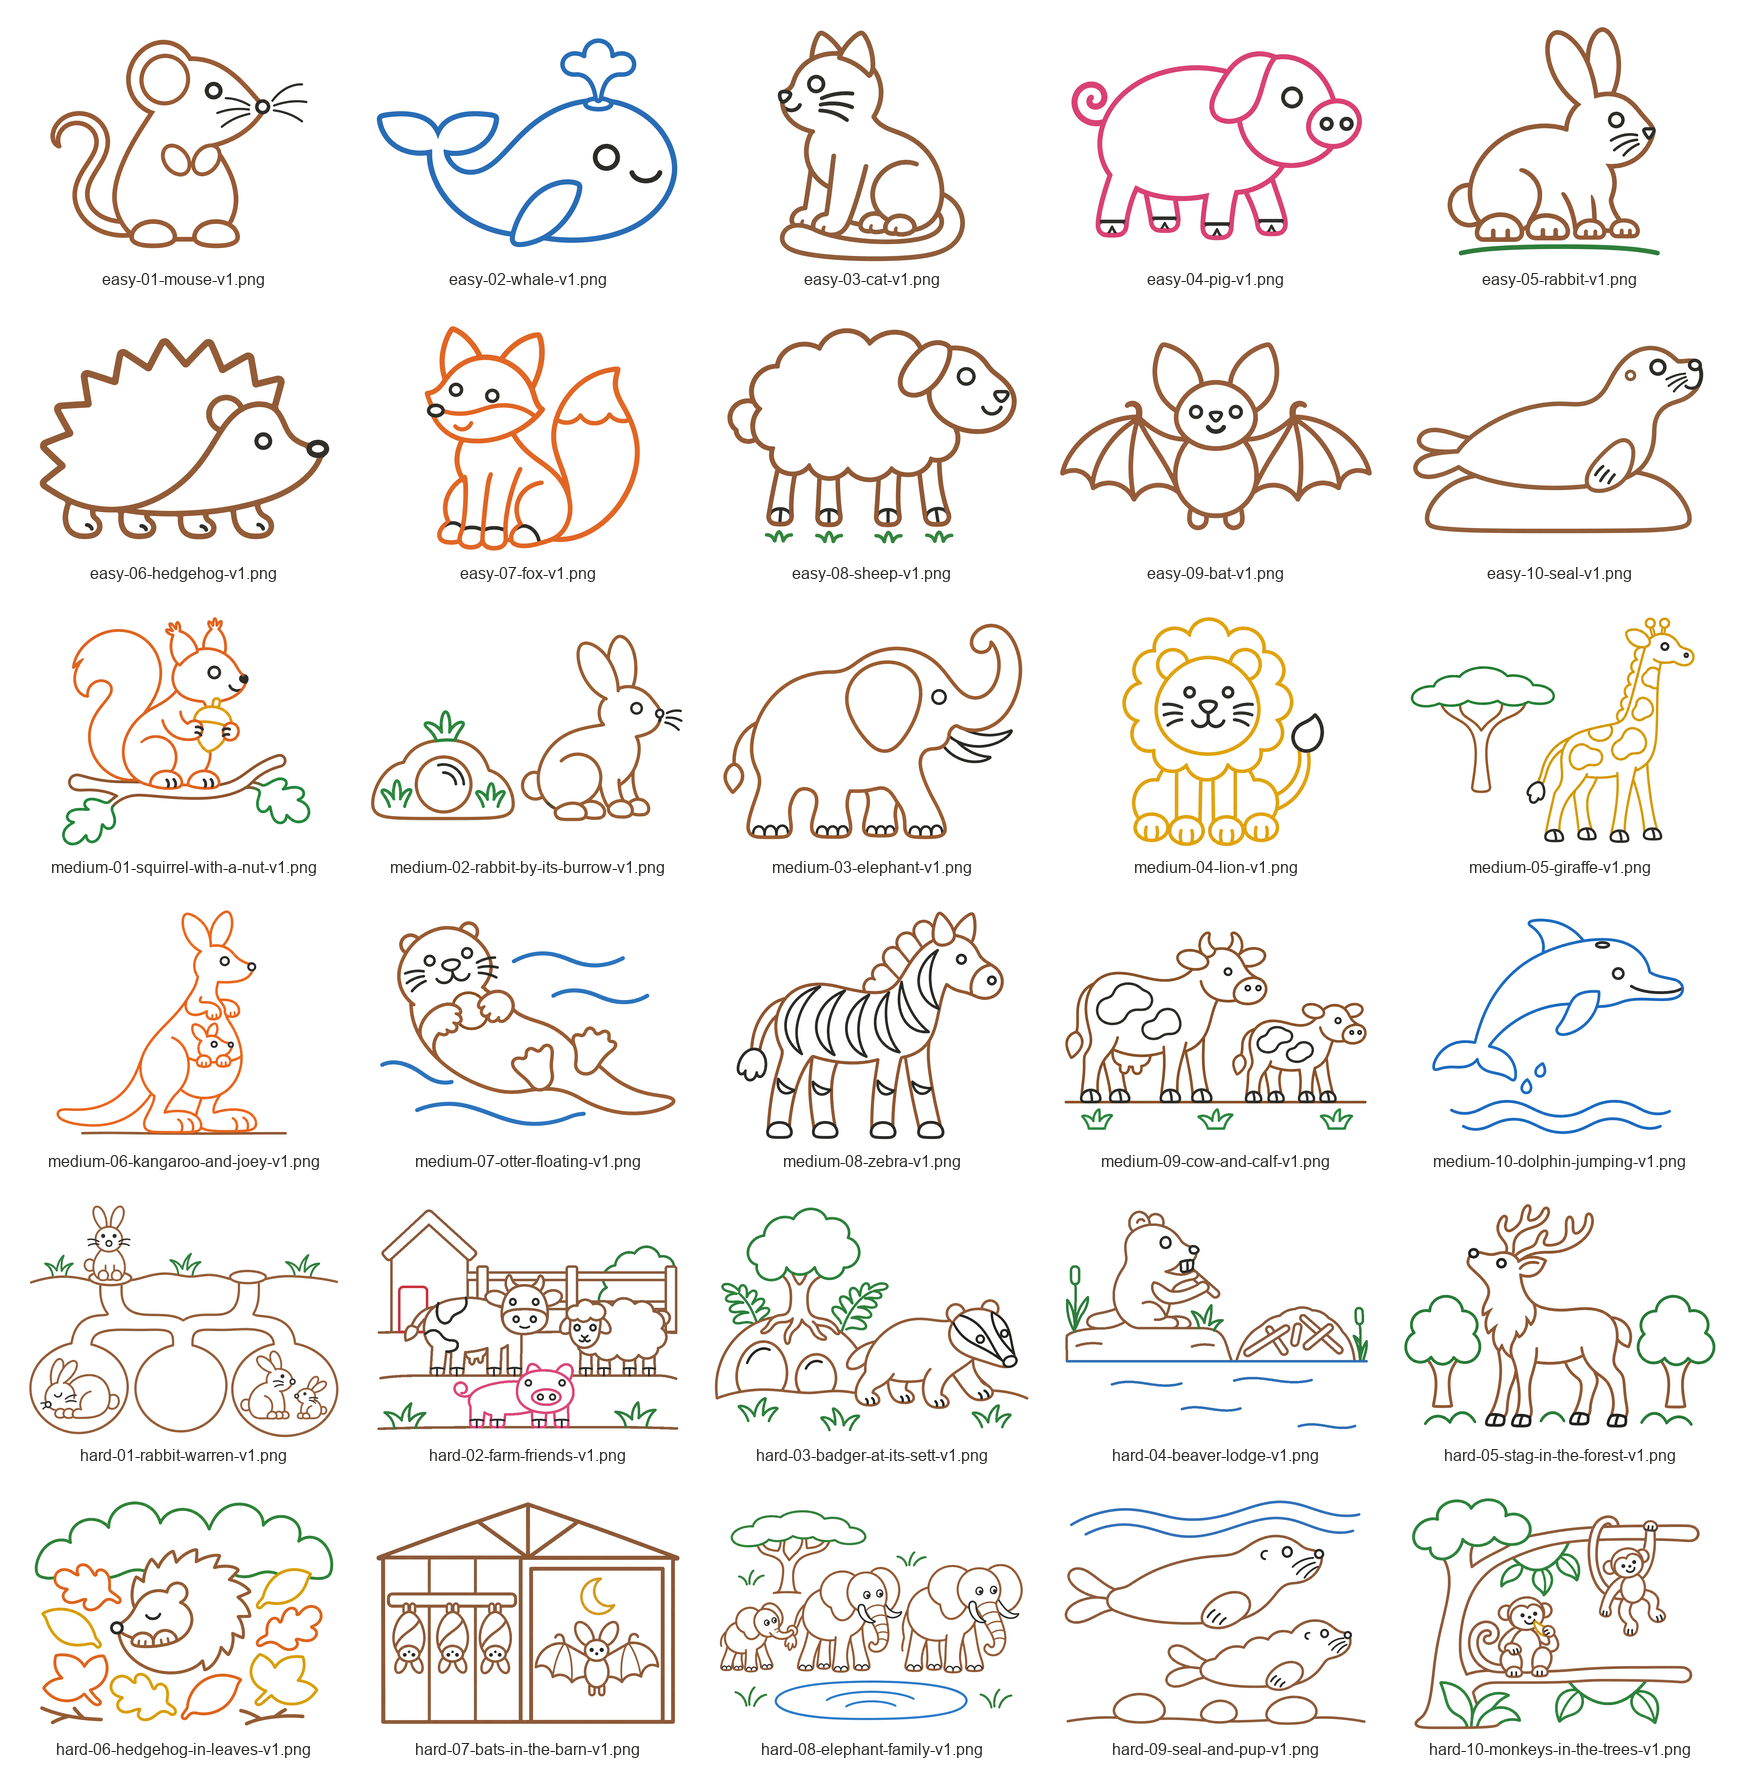 easy-01-mouse-v1.png
easy-02-whale-v1.png
easy-03-cat-v1.png
easy-04-pig-v1.png
easy-05-rabbit-v1.png
easy-06-hedgehog-v1.png
easy-07-fox-v1.png
easy-08-sheep-v1.png
easy-09-bat-v1.png
easy-10-seal-v1.png
medium-01-squirrel-with-a-nut-v1.png
medium-02-rabbit-by-its-burrow-v1.png
medium-03-elephant-v1.png
medium-04-lion-v1.png
medium-05-giraffe-v1.png
medium-06-kangaroo-and-joey-v1.png
medium-07-otter-floating-v1.png
medium-08-zebra-v1.png
medium-09-cow-and-calf-v1.png
medium-10-dolphin-jumping-v1.png
hard-01-rabbit-warren-v1.png
hard-02-farm-friends-v1.png
hard-03-badger-at-its-sett-v1.png
hard-04-beaver-lodge-v1.png
hard-05-stag-in-the-forest-v1.png
hard-06-hedgehog-in-leaves-v1.png
hard-07-bats-in-the-barn-v1.png
hard-08-elephant-family-v1.png
hard-09-seal-and-pup-v1.png
hard-10-monkeys-in-the-trees-v1.png